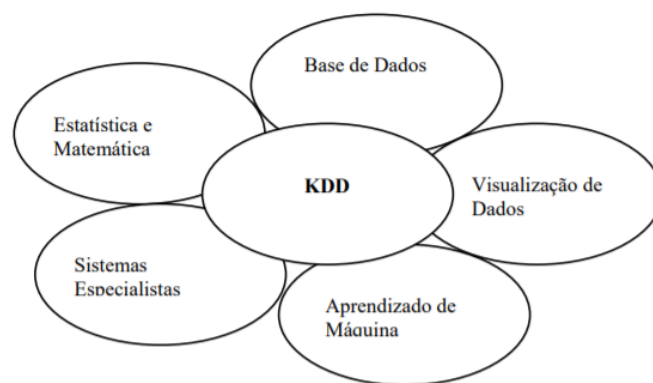 Base de Dados
Estatística e
Matemática
KDD
Visualização de
Dados
Sistemas
Especialistas
Aprendizado de
Máquina